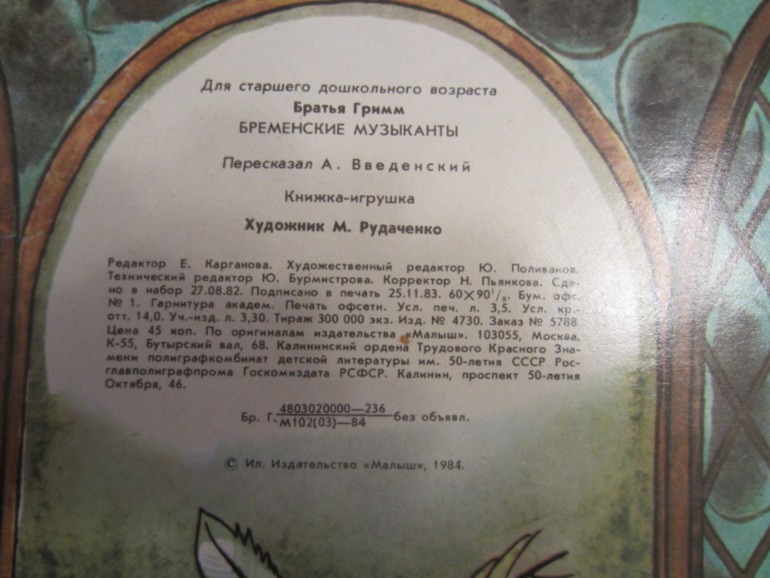 Для старшего дошкольного возраста
Братья Гримм
БРЕМЕНСКИЕ МУЗЫКАНТЫ
Пересказал А. Введенский
Книжка-игрушка
Художник М. Рудаченко
Редактор Е. Карганова. Художественный редактор Ю. Поливанов.
Технический редактор Ю. Бурмистрова. Корректор Н. Пьянкова. Сда-
но в набор 27.08.82. Подписано в печать 25.11.83. 60×90 1/8. Бум. офс.
№ 1. Гарнитура академ. Печать офсетн. Усл. печ. л. 3,5. Усл. кр.-
отт. 14,0. Уч.-изд. л. 3,30. Тираж 300 000 экз. Изд. № 4730. Заказ № 5788
Цена 45 коп. По оригиналам издательства «Малыш». 103055, Москва,
К-55, Бутырский вал, 68. Калининский ордена Трудового Красного Зна-
мени полиграфкомбинат детской литературы им. 50-летия СССР Рос-
главполиграфпрома Госкомиздата РСФСР. Калинин, проспект 50-летия
Октября, 46.
Бр. Г. 4803020000—236 без объявл.
М102(03)—84
© Ил. Издательство «Малыш», 1984.